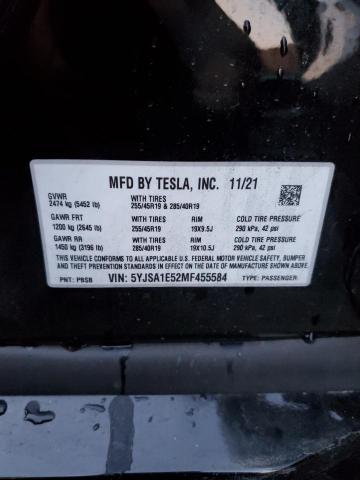 MFD BY TESLA, INC. 11/21
GVWR
2474 kg (5452 lb)
WITH TIRES
255/45R19 & 285/40R19
GAWR FRT
1200 kg (2645 lb)
WITH TIRES
255/45R19
RIM
19X9.5J
COLD TIRE PRESSURE
290 kPa, 42 psi
GAWR RR
1450 kg (3196 lb)
WITH TIRES
285/40R19
RIM
19X10.5J
COLD TIRE PRESSURE
290 kPa, 42 psi
THIS VEHICLE CONFORMS TO ALL APPLICABLE U.S. FEDERAL MOTOR VEHICLE SAFETY, BUMPER
AND THEFT PREVENTION STANDARDS IN EFFECT ON THE DATE OF MANUFACTURE SHOWN ABOVE.
PNT: PBSB VIN: 5YJSA1E52MF455584 TYPE: PASSENGER